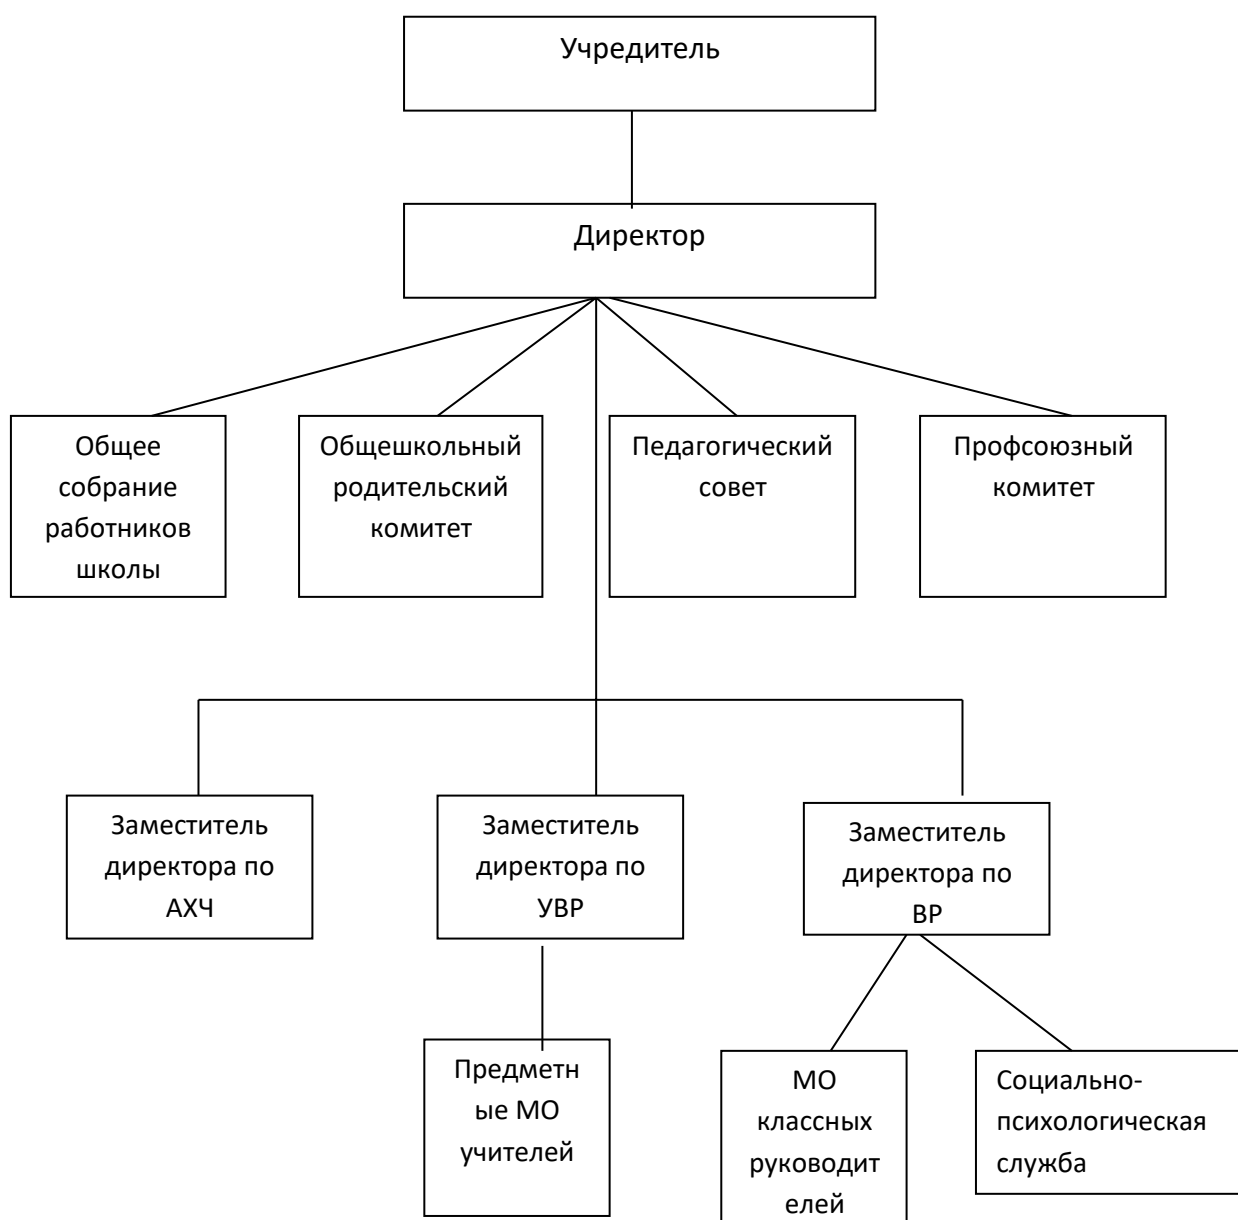 Учредитель
Директор
Общее
собрание
работников
школы
Общешкольный
родительский
комитет
Педагогический
совет
Профсоюзный
комитет
Заместитель
директора по
АХЧ
Заместитель
директора по
УВР
Заместитель
директора по
ВР
Предметн
ые МО
учителей
МО
классных
руководит
елей
Социально-
психологическая
служба